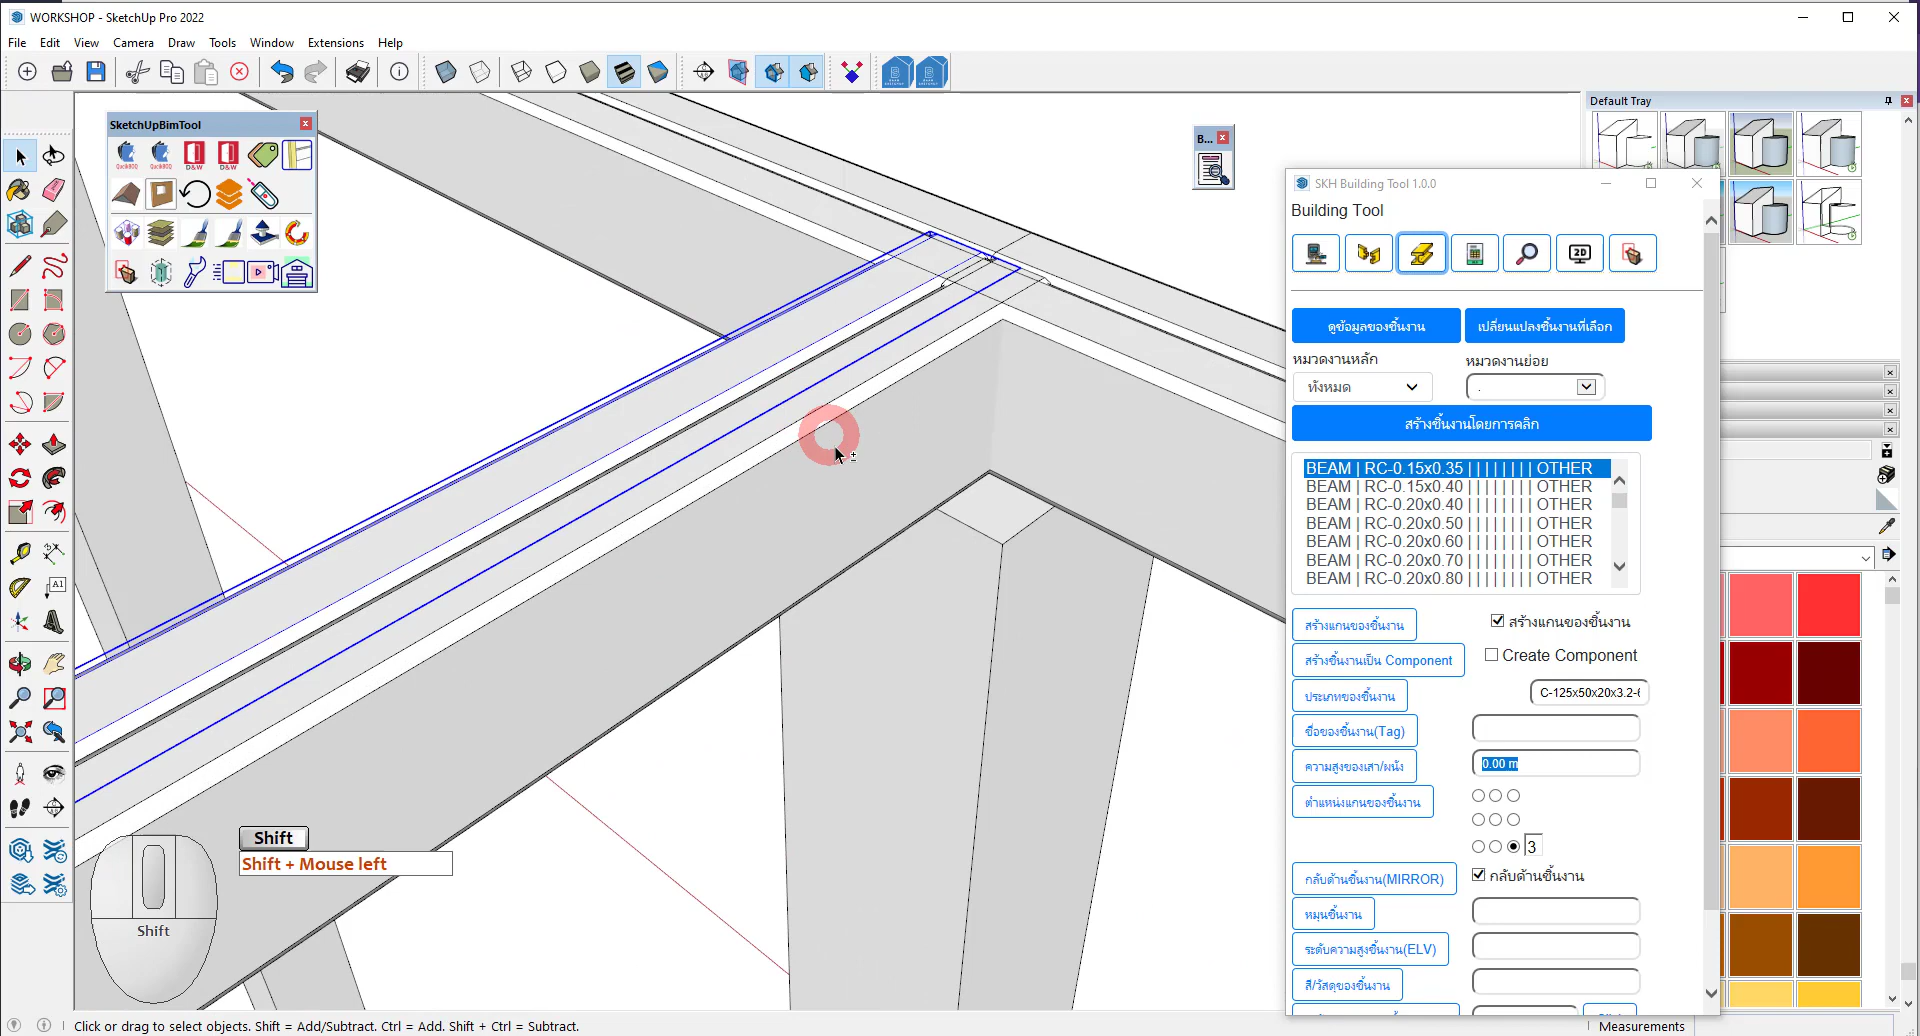 WORKSHOP - SketchUp Pro 2022
File Edit View Camera Draw Tools Window Extensions Help
Default Tray
SketchUpBimTool
B...
D&W
D&W
SKH Building Tool 1.0.0
Building Tool
2D
ดูข้อมูลของชิ้นงาน
เปลี่ยนแปลงชิ้นงานที่เลือก
หมวดงานหลัก
หมวดงานย่อย
ทั้งหมด
.
สร้างชิ้นงานโดยการคลิก
BEAM | RC-0.15x0.35 | | | | | | | | OTHER
BEAM | RC-0.15x0.40 | | | | | | | | OTHER
BEAM | RC-0.20x0.40 | | | | | | | | OTHER
BEAM | RC-0.20x0.50 | | | | | | | | OTHER
BEAM | RC-0.20x0.60 | | | | | | | | OTHER
BEAM | RC-0.20x0.70 | | | | | | | | OTHER
BEAM | RC-0.20x0.80 | | | | | | | | OTHER
สร้างแกนของชิ้นงาน
สร้างแกนของชิ้นงาน
สร้างชิ้นงานเป็น Component
Create Component
ประเภทของชิ้นงาน
C-125x50x20x3.2-6
ชื่อของชิ้นงาน(Tag)
ความสูงของเสา/ผนัง
0.00 m
ตำแหน่งแกนของชิ้นงาน
3
กลับด้านชิ้นงาน(MIRROR)
กลับด้านชิ้นงาน
หมุนชิ้นงาน
ระดับความสูงชิ้นงาน(ELV)
สี/วัสดุของชิ้นงาน
A1
Shift
Shift + Mouse left
Shift
Click or drag to select objects. Shift = Add/Subtract. Ctrl = Add. Shift + Ctrl = Subtract.
Measurements